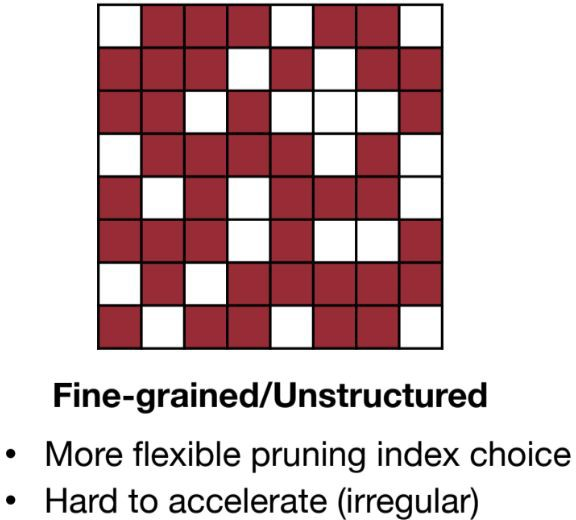 Fine-grained/Unstructured
• More flexible pruning index choice
• Hard to accelerate (irregular)